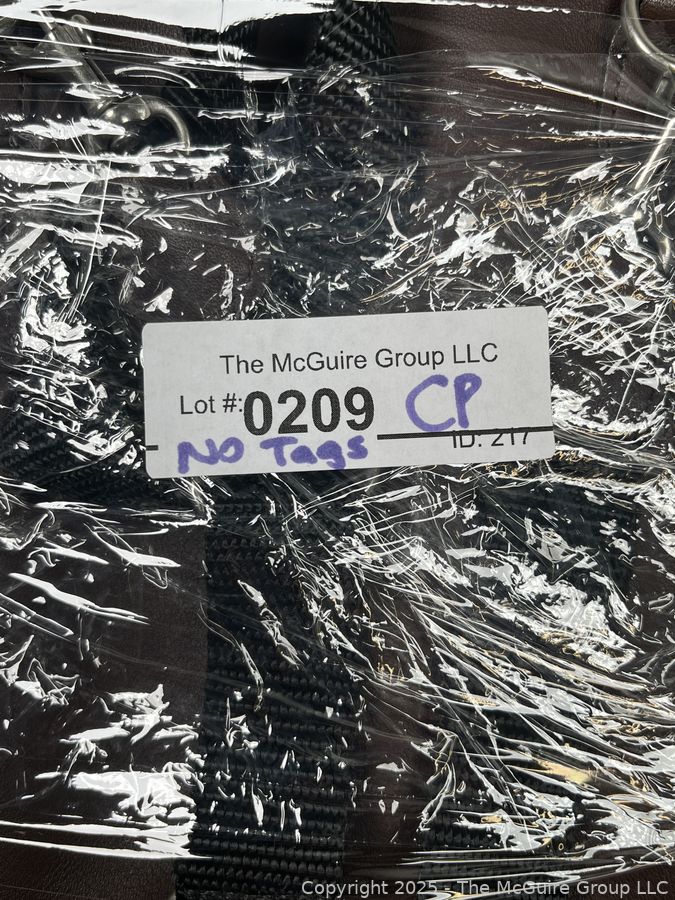 The McGuire Group LLC
Lot #: 0209 CP
ID: 217
No Tags
Copyright 2025 - The McGuire Group LLC